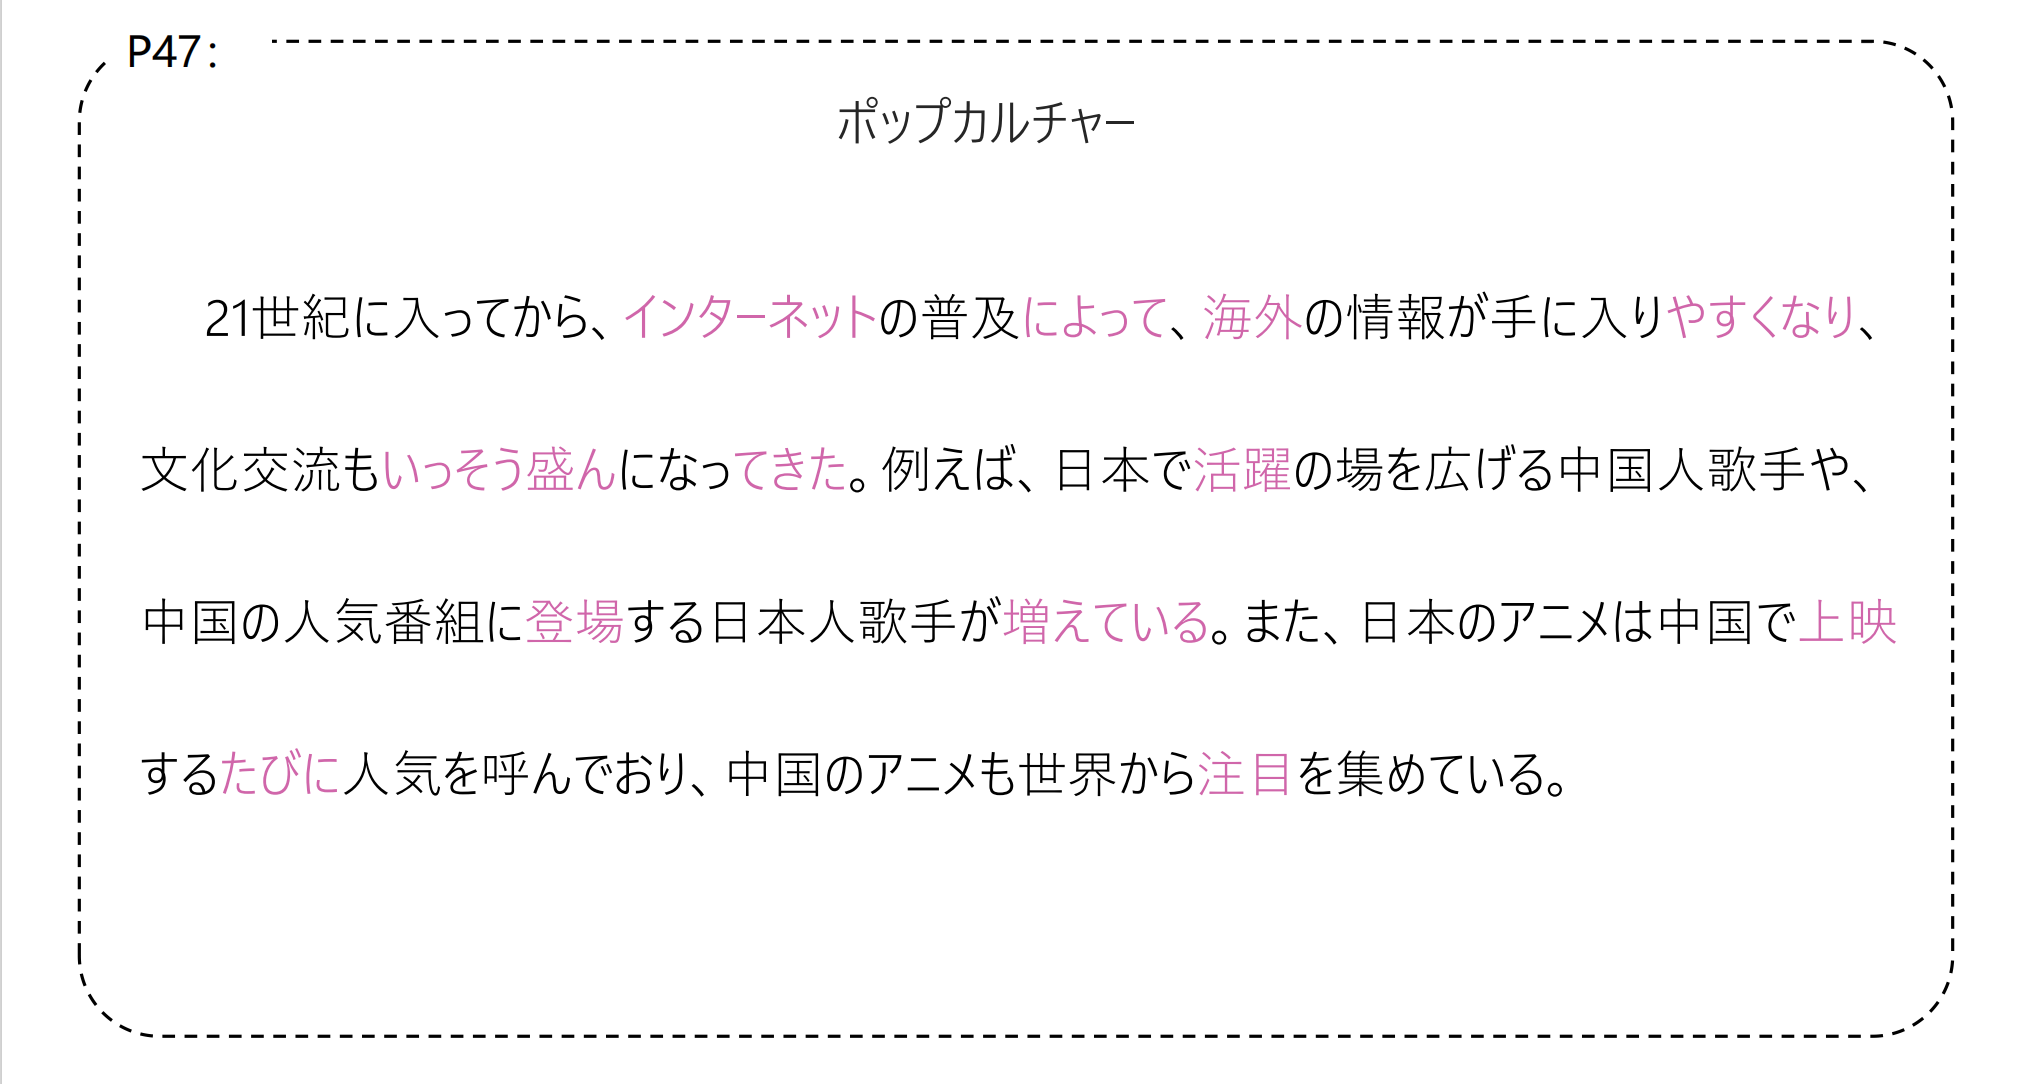 P47：
ポップカルチャー
21世紀に入ってから、インターネットの普及によって、海外の情報が手に入りやすくなり、
文化交流もいっそう盛んになってきた。例えば、日本で活躍の場を広げる中国人歌手や、
中国の人気番組に登場する日本人歌手が増えている。また、日本のアニメは中国で上映
するたびに人気を呼んでおり、中国のアニメも世界から注目を集めている。